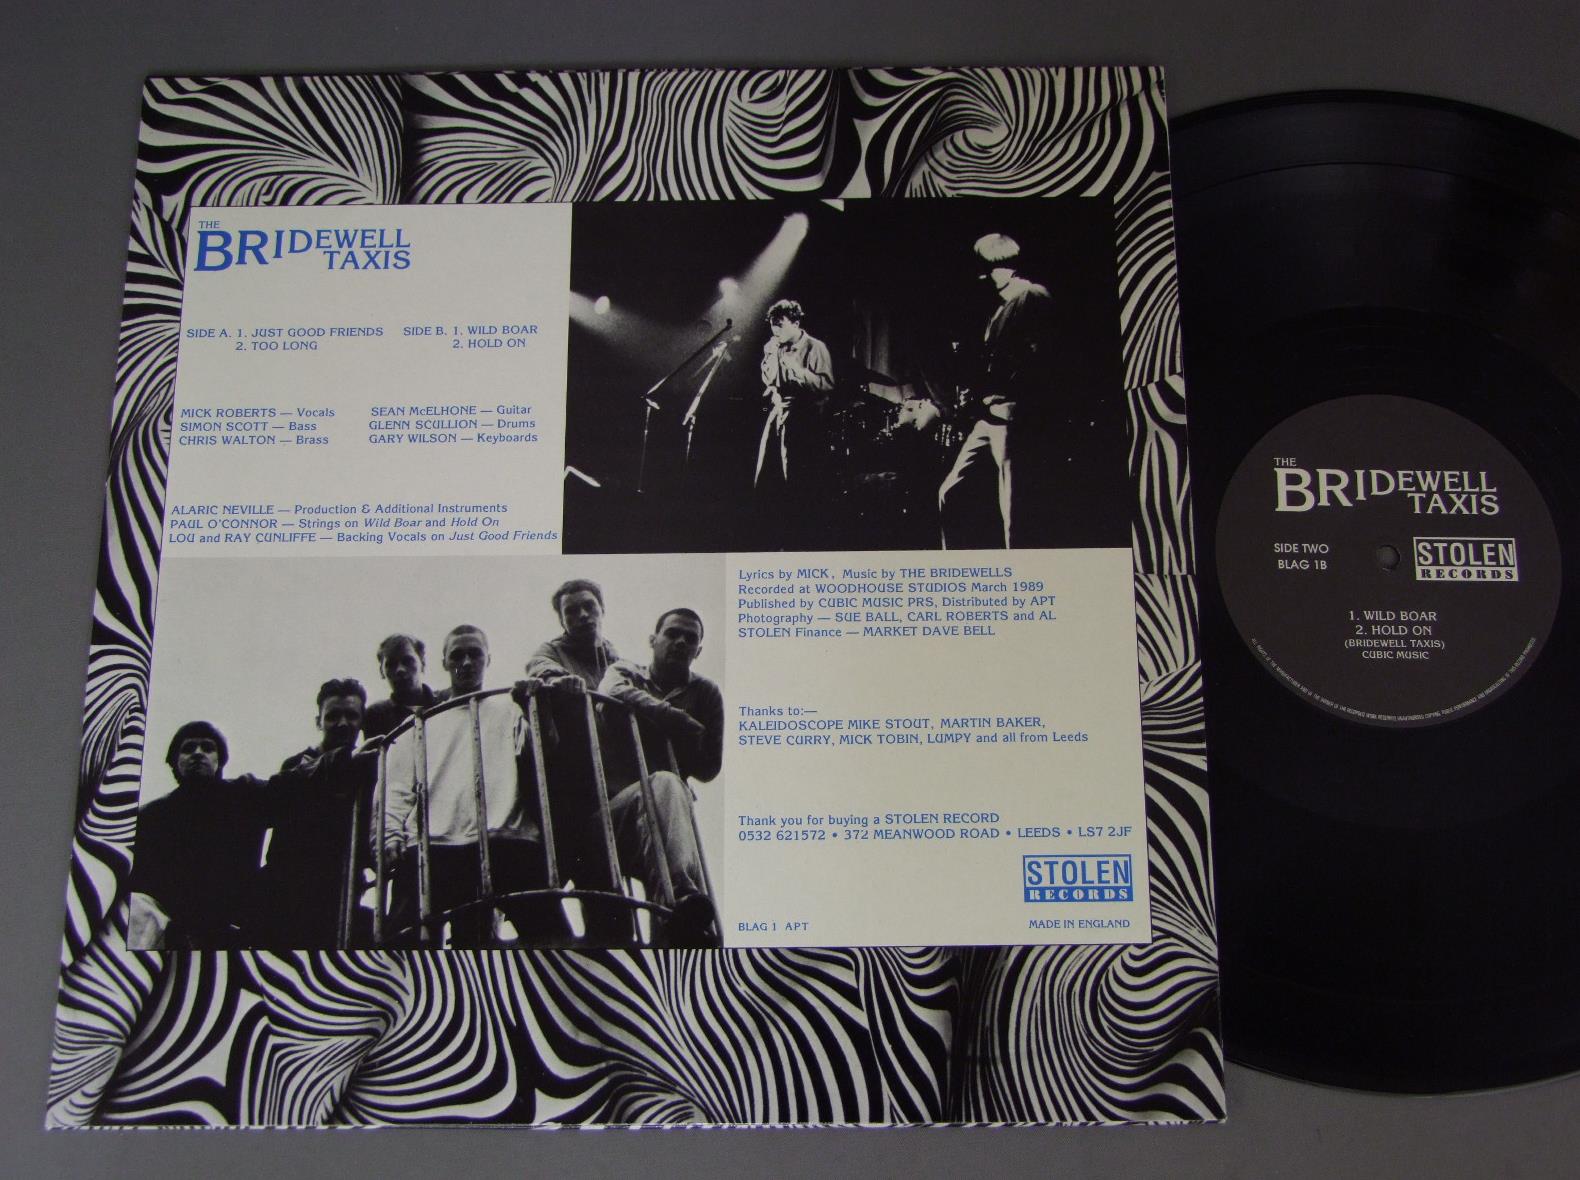 THE
BRIDEWELL
TAXIS
SIDE A. 1. JUST GOOD FRIENDS
2. TOO LONG
SIDE B. 1. WILD BOAR
2. HOLD ON
MICK ROBERTS — Vocals
SIMON SCOTT — Bass
CHRIS WALTON — Brass
SEAN McELHONE — Guitar
GLENN SCULLION — Drums
GARY WILSON — Keyboards
ALARIC NEVILLE — Production & Additional Instruments
PAUL O'CONNOR — Strings on Wild Boar and Hold On
LOU and RAY CUNLIFFE — Backing Vocals on Just Good Friends
Lyrics by MICK, Music by THE BRIDEWELLS
Recorded at WOODHOUSE STUDIOS March 1989
Published by CUBIC MUSIC PRS, Distributed by APT
Photography — SUE BALL, CARL ROBERTS and AL
STOLEN Finance — MARKET DAVE BELL
Thanks to:—
KALEIDOSCOPE MIKE STOUT, MARTIN BAKER,
STEVE CURRY, MICK TOBIN, LUMPY and all from Leeds
Thank you for buying a STOLEN RECORD
0532 621572 • 372 MEANWOOD ROAD • LEEDS • LS7 2JF
STOLEN
RECORDS
BLAG 1 APT
MADE IN ENGLAND
THE
BRIDEWELL
TAXIS
SIDE TWO
BLAG 1B
STOLEN
RECORDS
1. WILD BOAR
2. HOLD ON
(BRIDEWELL TAXIS)
CUBIC MUSIC